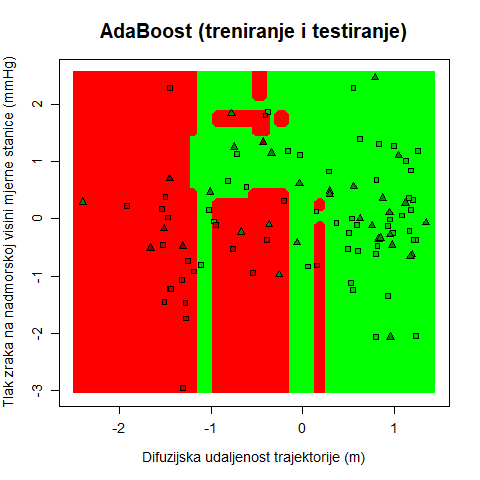 AdaBoost (treniranje i testiranje)
Tlak zraka na nadmorskoj visini mjerne stanice (mmHg)
2
1
0
-1
-2
-3
-2 -1 0 1
Difuzijska udaljenost trajektorije (m)